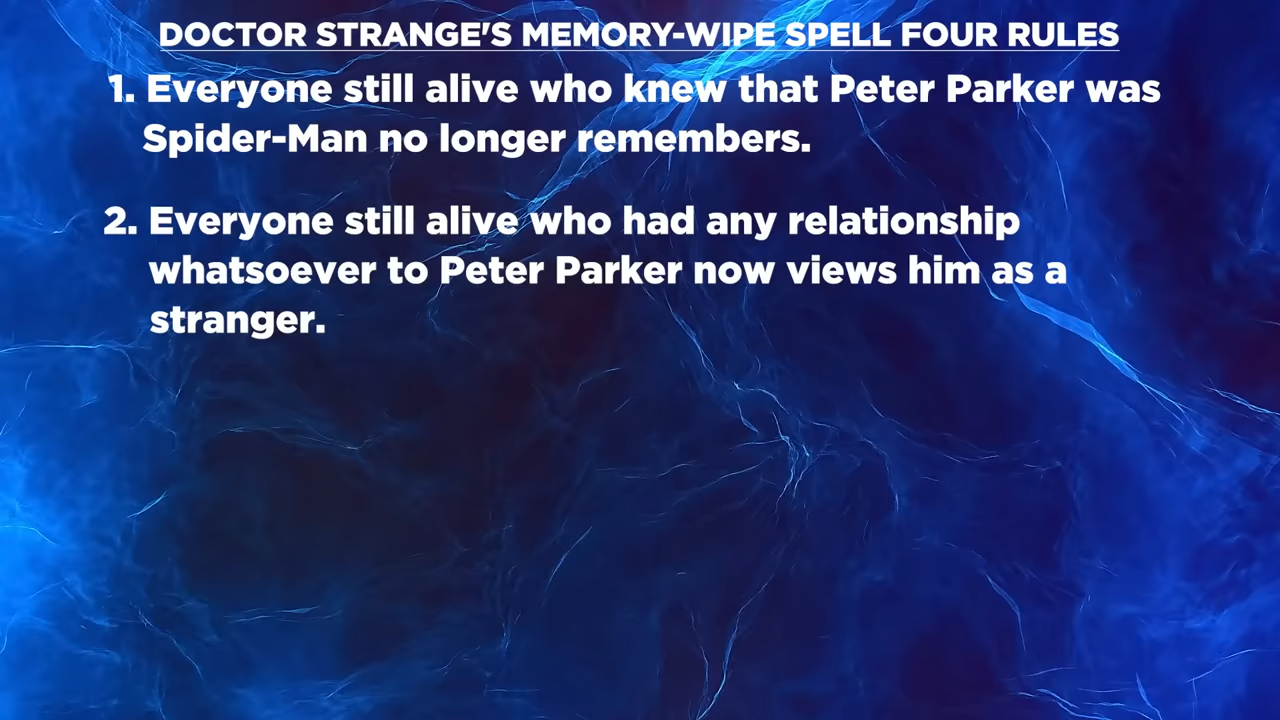 DOCTOR STRANGE'S MEMORY-WIPE SPELL FOUR RULES
1. Everyone still alive who knew that Peter Parker was
Spider-Man no longer remembers.
2. Everyone still alive who had any relationship
whatsoever to Peter Parker now views him as a
stranger.